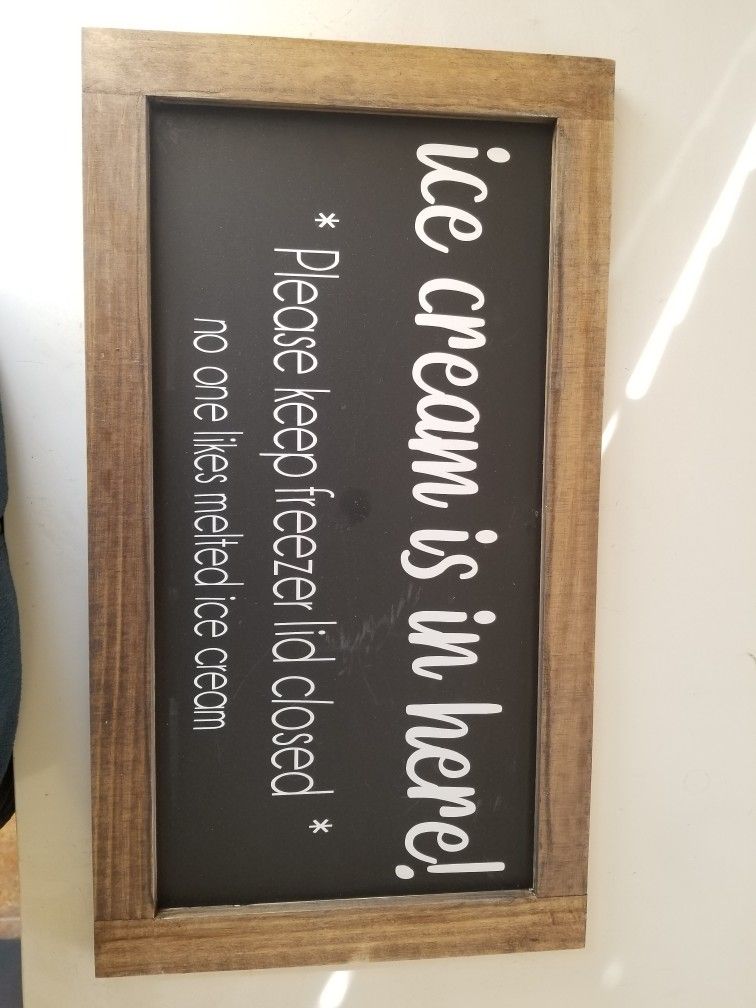 ice cream is in here!
* Please keep freezer lid closed *
no one likes melted ice cream